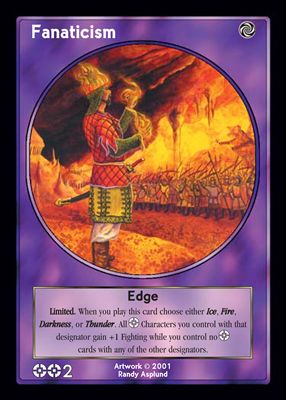 Fanaticism
Edge
Limited. When you play this card choose either Ice, Fire,
Darkness, or Thunder. All Characters you control with that
designator gain +1 Fighting while you control no
cards with any of the other designators.
2
Artwork © 2001
Randy Asplund